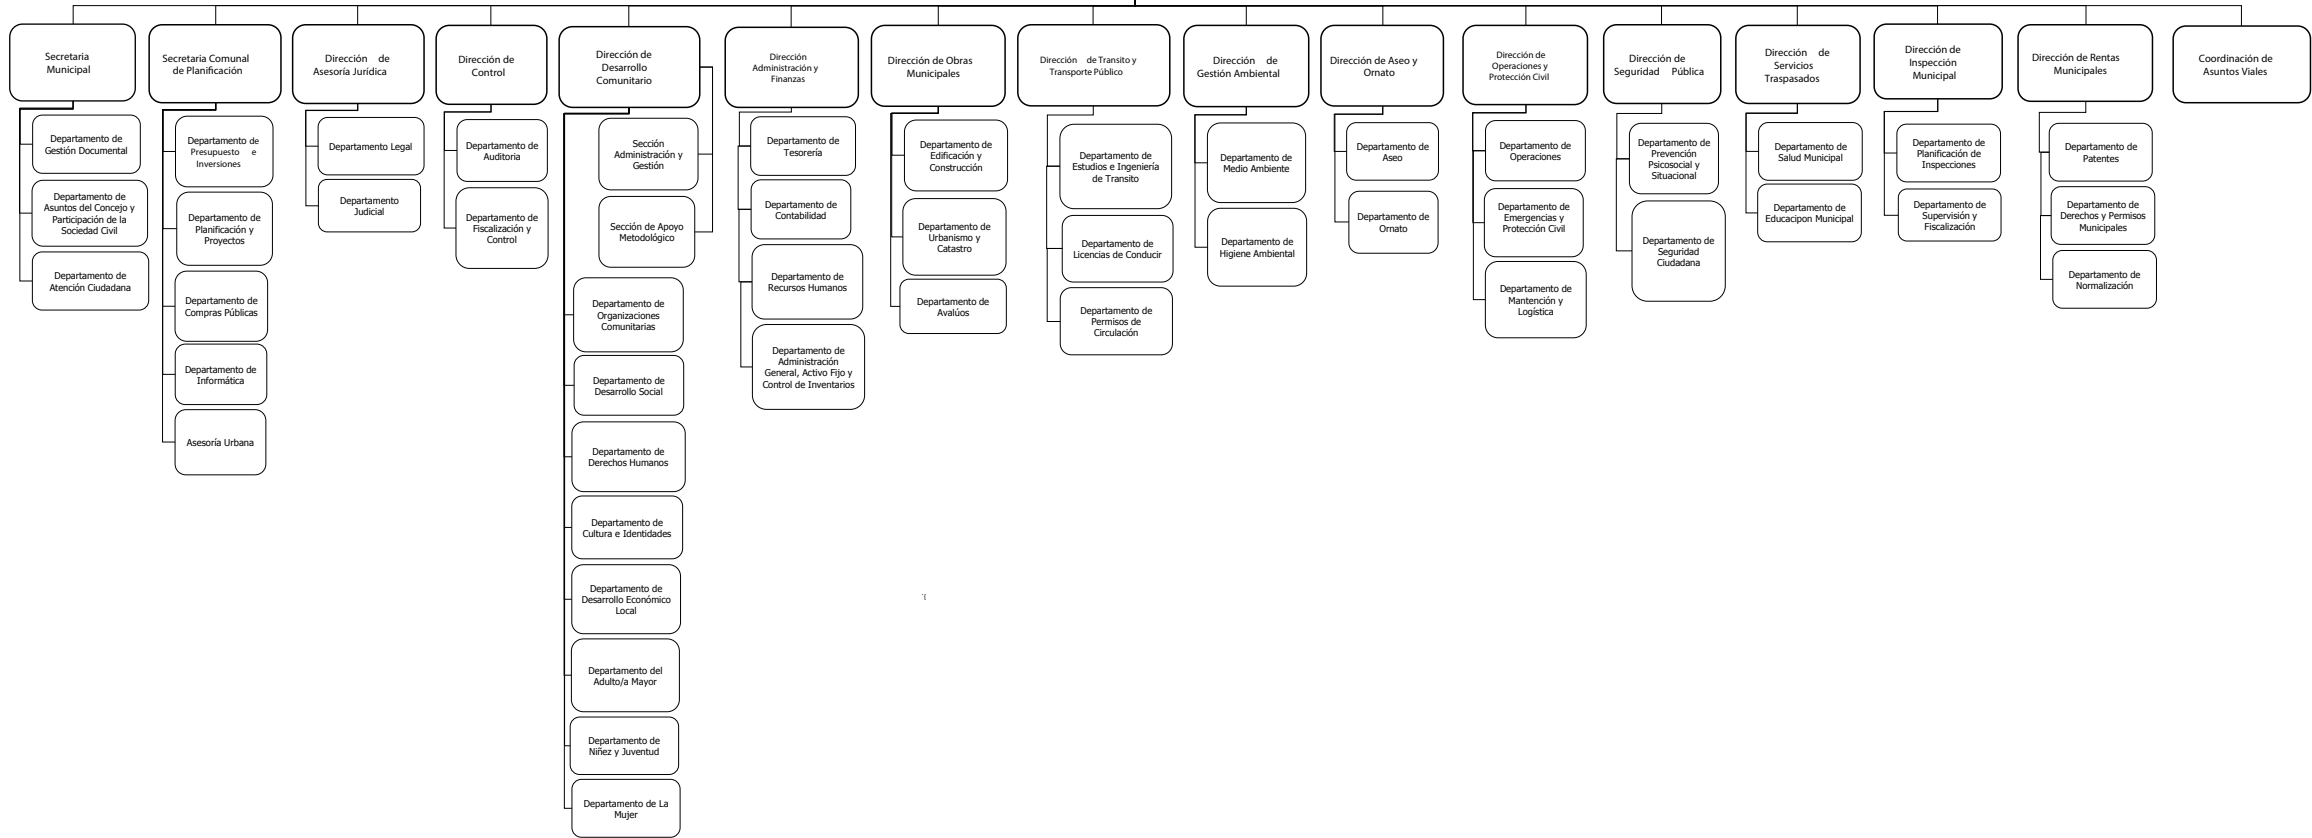 Secretaria
Municipal
Departamento de
Gestión Documental
Departamento de
Asuntos del Concejo y
Participación de la
Sociedad Civil
Departamento de
Atención Ciudadana
Secretaria Comunal
de Planificación
Departamento de
Presupuesto e
Inversiones
Departamento de
Planificación y
Proyectos
Departamento de
Compras Públicas
Departamento de
Informática
Asesoría Urbana
Dirección de
Asesoría Jurídica
Departamento Legal
Departamento
Judicial
Dirección de
Control
Departamento de
Auditoria
Departamento de
Fiscalización y
Control
Dirección de
Desarrollo
Comunitario
Sección
Administración y
Gestión
Sección de Apoyo
Metodológico
Departamento de
Organizaciones
Comunitarias
Departamento de
Desarrollo Social
Departamento de
Derechos Humanos
Departamento de
Cultura e Identidades
Departamento de
Desarrollo Económico
Local
Departamento del
Adulto/a Mayor
Departamento de
Niñez y Juventud
Departamento de La
Mujer
Dirección
Administración y
Finanzas
Departamento de
Tesorería
Departamento de
Contabilidad
Departamento de
Recursos Humanos
Departamento de
Administración
General, Activo Fijo y
Control de Inventarios
Dirección de Obras
Municipales
Departamento de
Edificación y
Construcción
Departamento de
Urbanismo y
Catastro
Departamento de
Avalúos
Dirección de Transito y
Transporte Público
Departamento de
Estudios e Ingeniería
de Transito
Departamento de
Licencias de Conducir
Departamento de
Permisos de
Circulación
Dirección de
Gestión Ambiental
Departamento de
Medio Ambiente
Departamento de
Higiene Ambiental
Dirección de Aseo y
Ornato
Departamento de
Aseo
Departamento de
Ornato
Dirección de
Operaciones y
Protección Civil
Departamento de
Operaciones
Departamento de
Emergencias y
Protección Civil
Departamento de
Mantención y
Logística
Dirección de
Seguridad Pública
Departamento de
Prevención
Psicosocial y
Situacional
Departamento de
Seguridad
Ciudadana
Dirección de
Servicios
Traspasados
Departamento de
Salud Municipal
Departamento de
Educacipon Municipal
Dirección de
Inspección
Municipal
Departamento de
Planificación de
Inspecciones
Departamento de
Supervisión y
Fiscalización
Dirección de Rentas
Municipales
Departamento de
Patentes
Departamento de
Derechos y Permisos
Municipales
Departamento de
Normalización
Coordinación de
Asuntos Viales